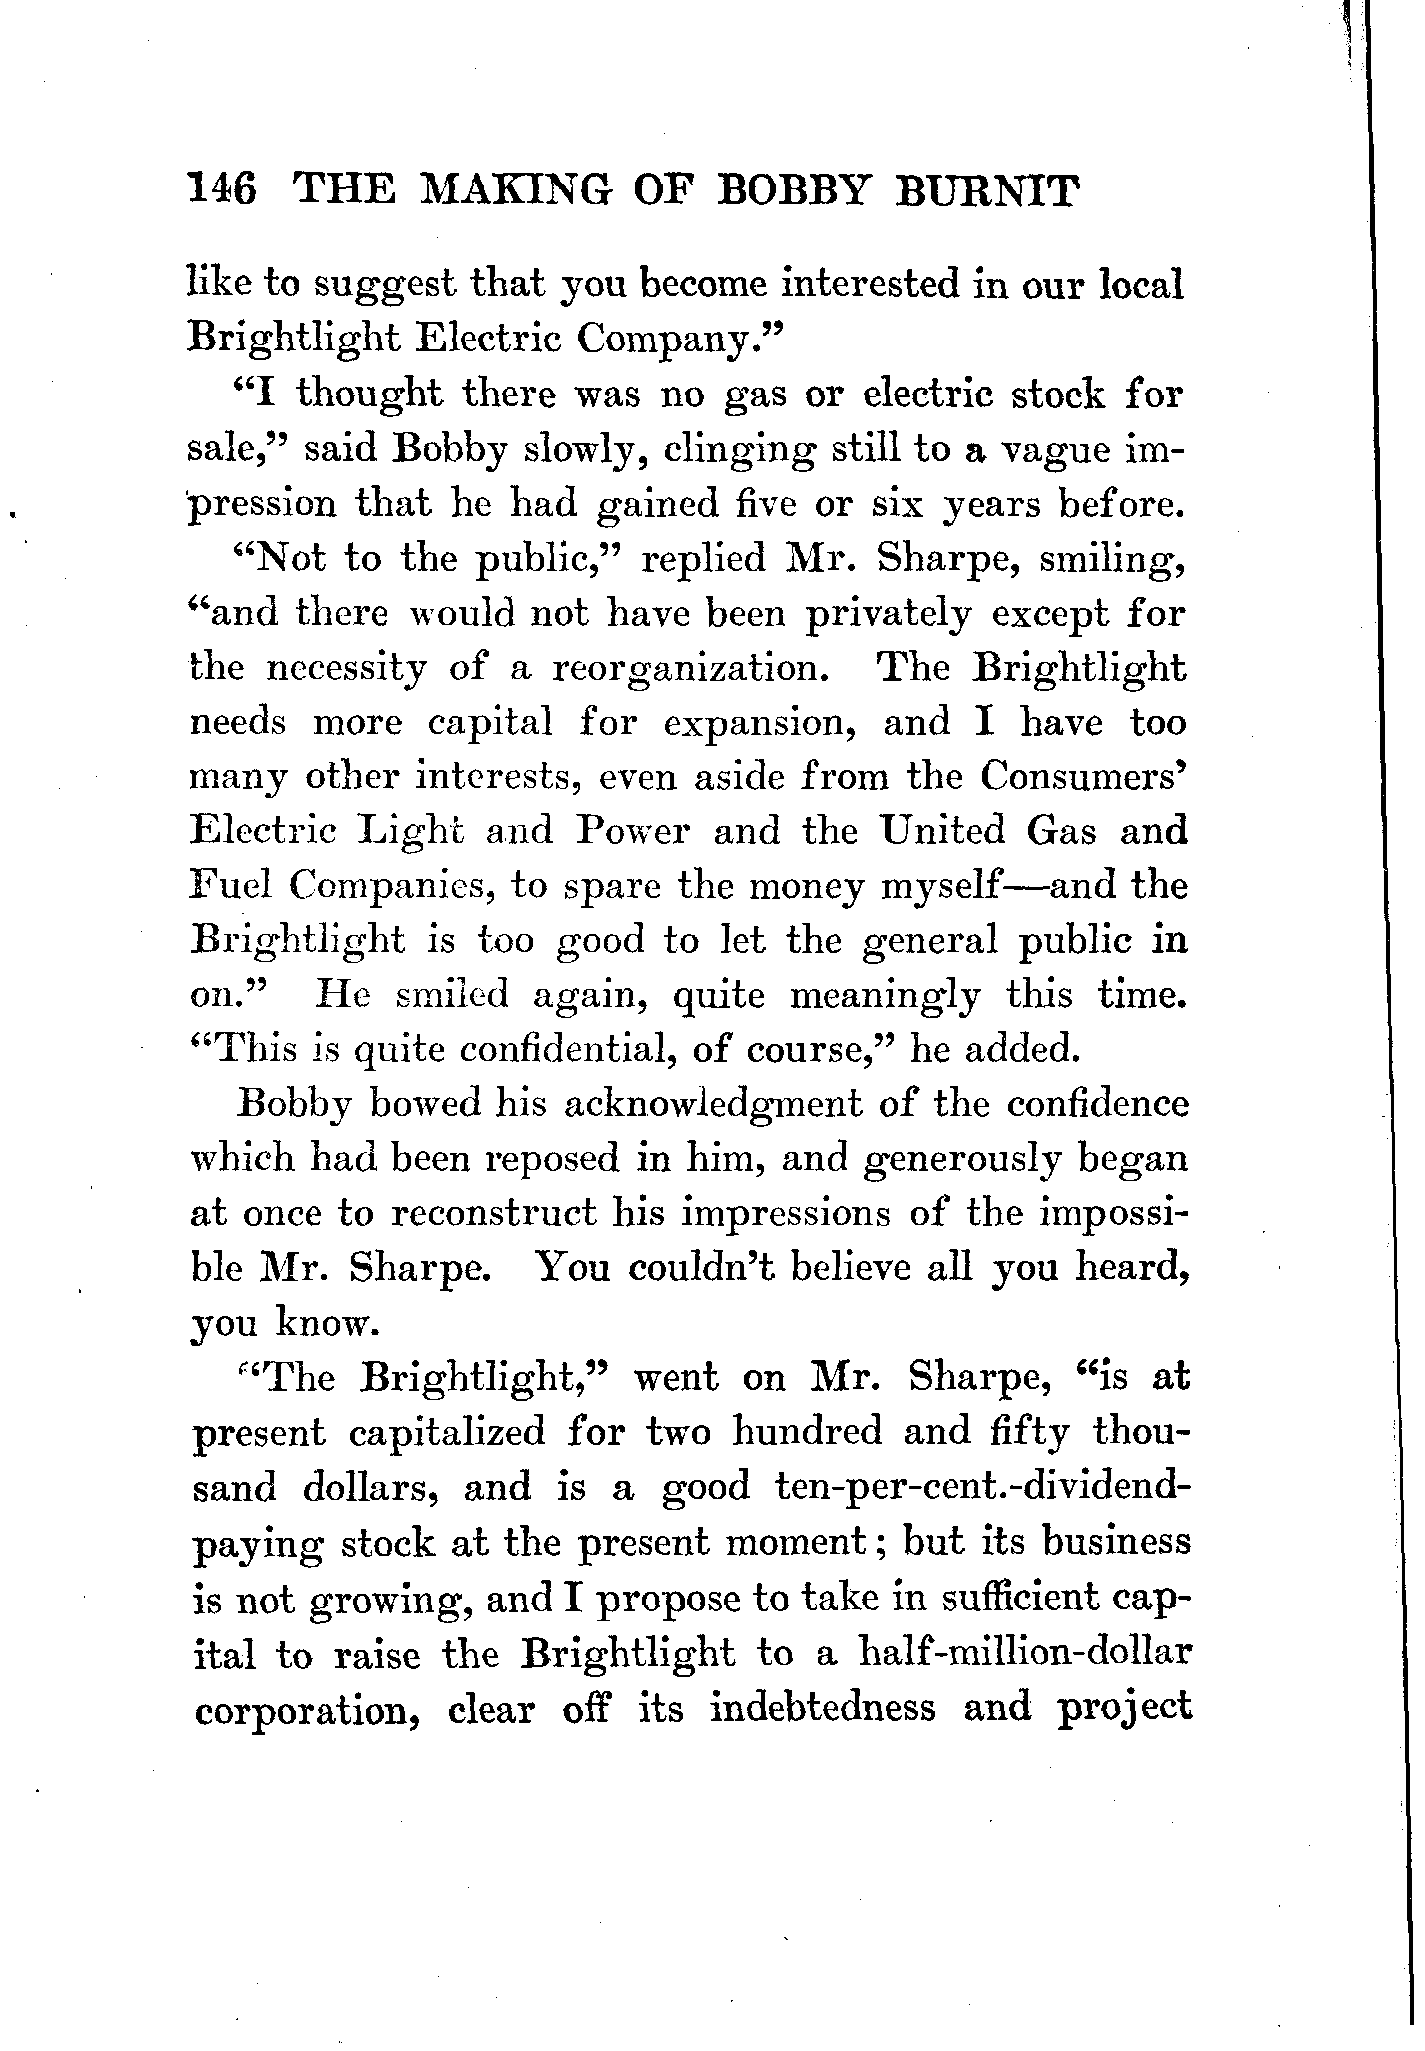 146 THE MAKING OF BOBBY BURNIT
like to suggest that you become interested in our local
Brightlight Electric Company.”
“I thought there was no gas or electric stock for
sale,” said Bobby slowly, clinging still to a vague im-
pression that he had gained five or six years before.
“Not to the public,” replied Mr. Sharpe, smiling,
“and there would not have been privately except for
the necessity of a reorganization. The Brightlight
needs more capital for expansion, and I have too
many other interests, even aside from the Consumers’
Electric Light and Power and the United Gas and
Fuel Companies, to spare the money myself—and the
Brightlight is too good to let the general public in
on.” He smiled again, quite meaningly this time.
“This is quite confidential, of course,” he added.
Bobby bowed his acknowledgment of the confidence
which had been reposed in him, and generously began
at once to reconstruct his impressions of the impossi-
ble Mr. Sharpe. You couldn’t believe all you heard,
you know.
“The Brightlight,” went on Mr. Sharpe, “is at
present capitalized for two hundred and fifty thou-
sand dollars, and is a good ten-per-cent.-dividend-
paying stock at the present moment; but its business
is not growing, and I propose to take in sufficient cap-
ital to raise the Brightlight to a half-million-dollar
corporation, clear off its indebtedness and project